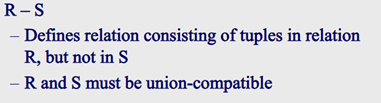 R – S
– Defines relation consisting of tuples in relation
R, but not in S
– R and S must be union-compatible